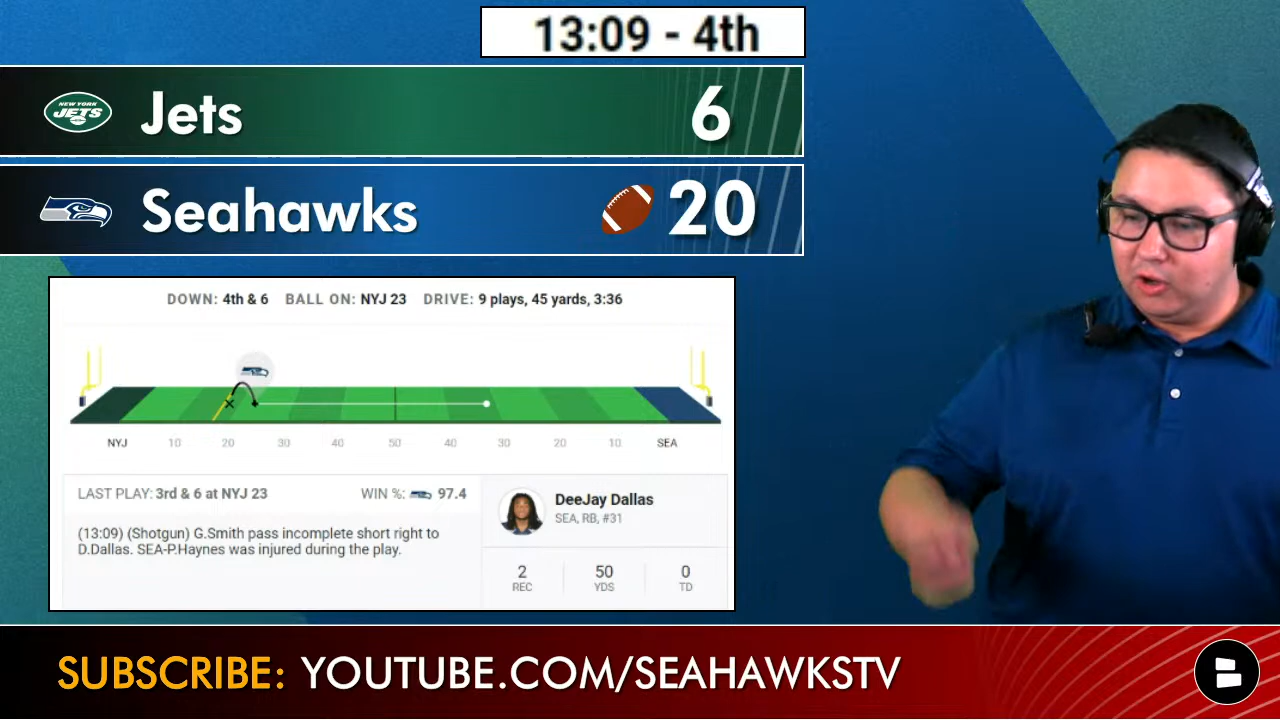 13:09 - 4th
NEW YORK
JETS
Jets
6
Seahawks
20
DOWN: 4th & 6 BALL ON: NYJ 23 DRIVE: 9 plays, 45 yards, 3:36
NYJ 10 20 30 40 50 40 30 20 10 SEA
LAST PLAY: 3rd & 6 at NYJ 23
WIN %: 97.4
(13:09) (Shotgun) G.Smith pass incomplete short right to
D.Dallas. SEA-P.Haynes was injured during the play.
DeeJay Dallas
SEA, RB, #31
2 50 0
REC YDS TD
SUBSCRIBE: YOUTUBE.COM/SEAHAWKSTV